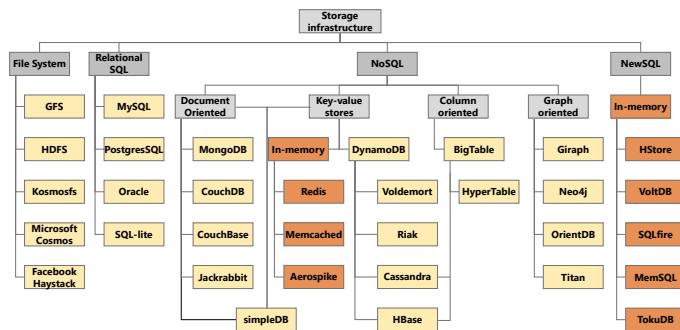 Storage
infrastructure
File System
Relational
SQL
NoSQL
NewSQL
Document
Oriented
Key-value
stores
Column
oriented
Graph
oriented
In-memory
GFS
MySQL
MongoDB
In-memory
DynamoDB
BigTable
Giraph
HStore
HDFS
PostgresSQL
CouchDB
Redis
Voldemort
HyperTable
Neo4j
VoltDB
Kosmosfs
Oracle
CouchBase
Memcached
Riak
OrientDB
SQLfire
Microsoft
Cosmos
SQL-lite
Jackrabbit
Aerospike
Cassandra
Titan
MemSQL
Facebook
Haystack
simpleDB
HBase
TokuDB